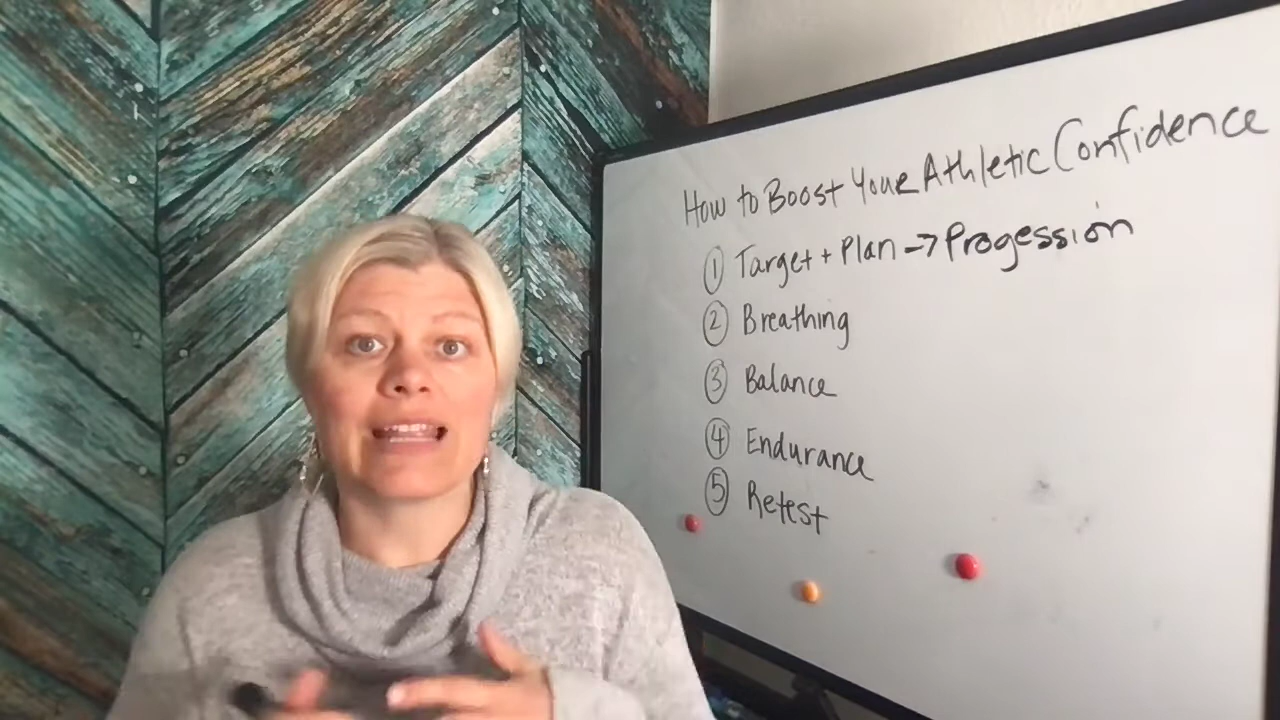 How to Boost Your Athletic Confidence
① Target + Plan → Progession
② Breathing
③ Balance
④ Endurance
⑤ Retest